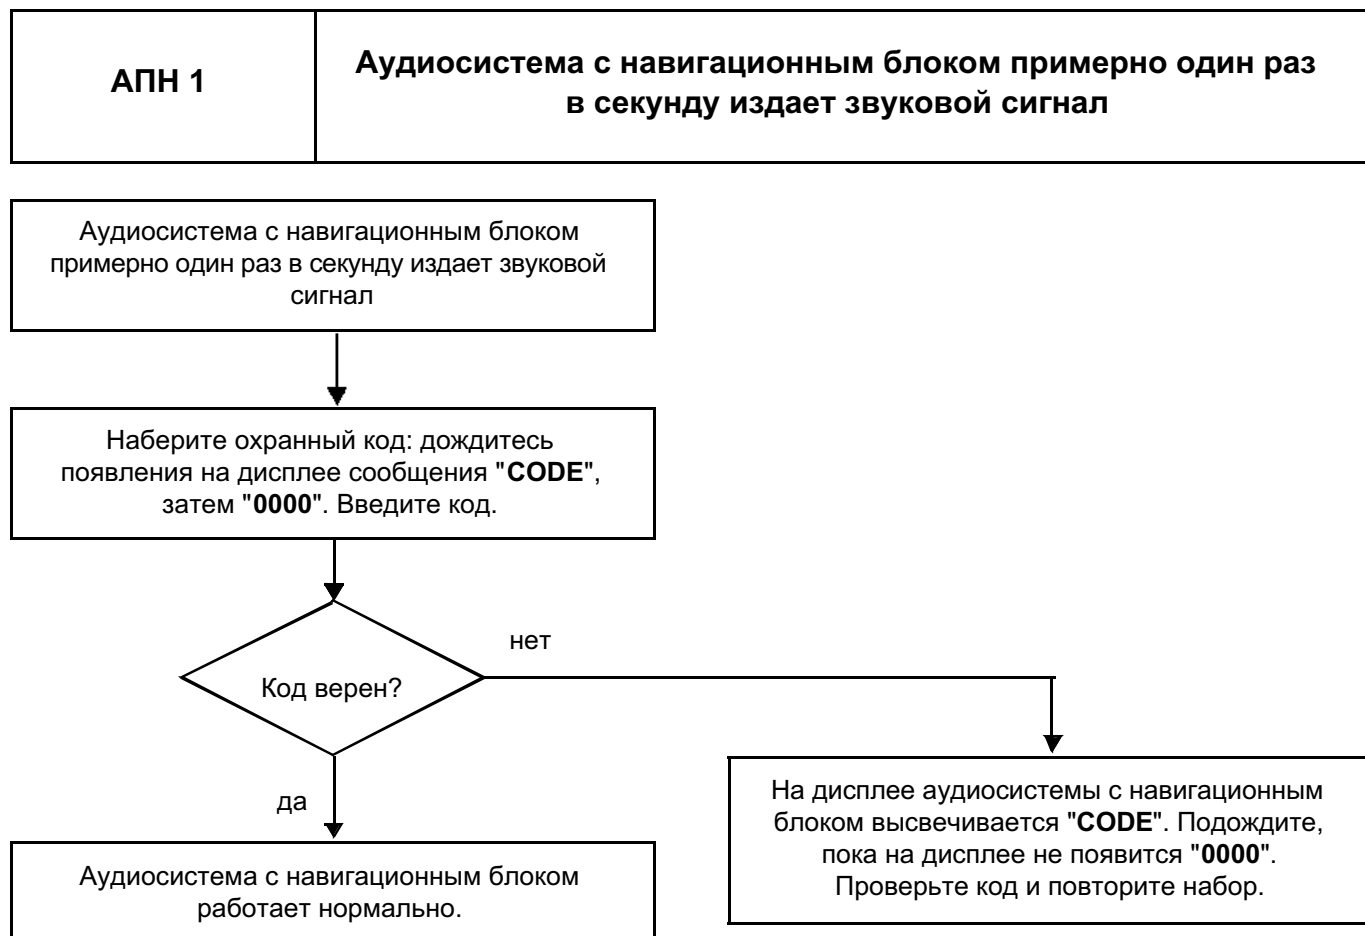 АПН 1
Аудиосистема с навигационным блоком примерно один раз
в секунду издает звуковой сигнал
Аудиосистема с навигационным блоком
примерно один раз в секунду издает звуковой
сигнал
Наберите охранный код: дождитесь
появления на дисплее сообщения "CODE",
затем "0000". Введите код.
нет
Код верен?
да
На дисплее аудиосистемы с навигационным
блоком высвечивается "CODE". Подождите,
пока на дисплее не появится "0000".
Проверьте код и повторите набор.
Аудиосистема с навигационным блоком
работает нормально.